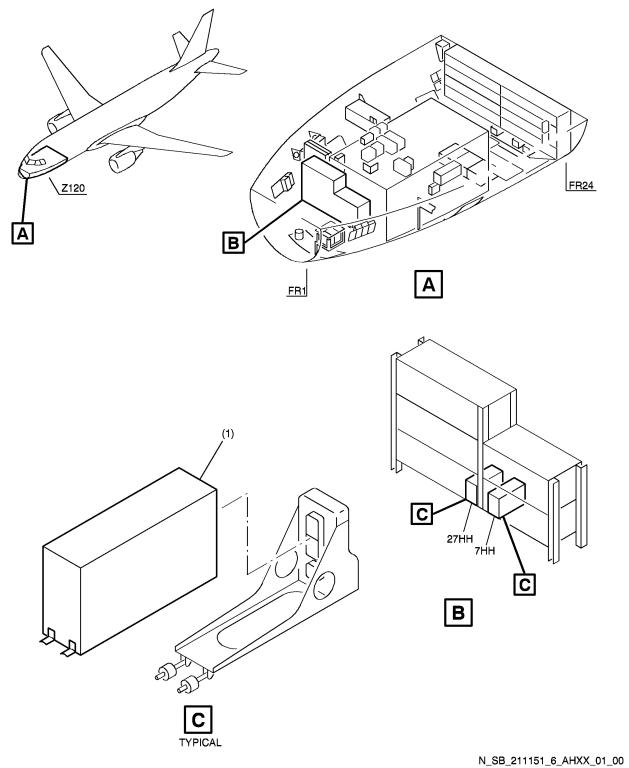 Z120
A
B
FR24
FR1
A
(1)
C
27HH
7HH
C
B
C
TYPICAL
N_SB_211151_6_AHXX_01_00